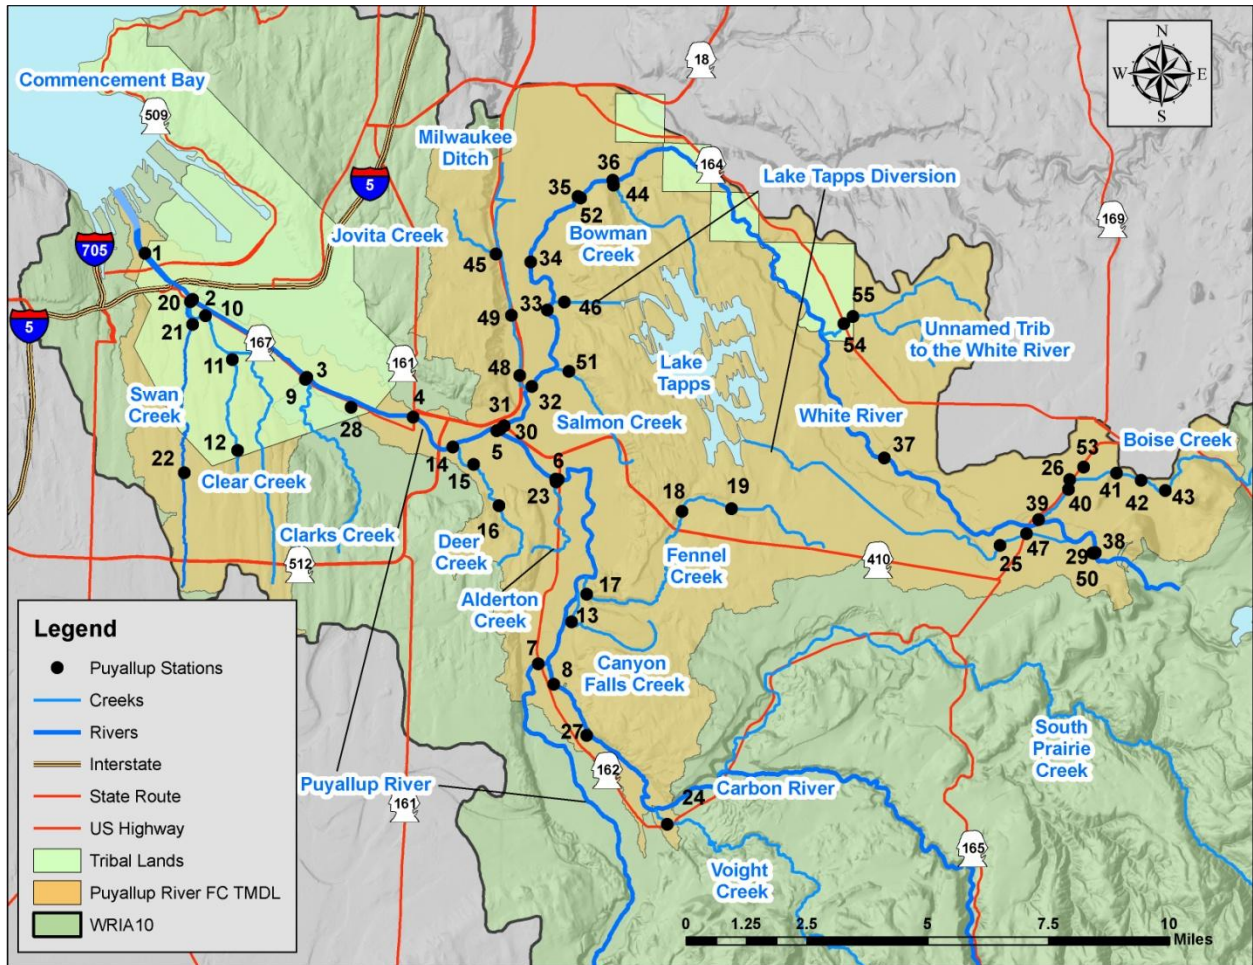 N
W E
S
18
Commencement Bay
509
Milwaukee
Ditch
5
164
36
44
35
52
Lake Tapps Diversion
169
Jovita Creek
Bowman
Creek
705
1
45
34
20
2
10
21
33
46
49
55
54
Unnamed Trib
to the White River
5
167
11
3
9
161
48
51
Lake
Tapps
Swan
Creek
28
4
31
32
30
5
Salmon Creek
White River
37
Boise Creek
53
26
41
42
43
40
39
12
22
Clear Creek
14
15
6
23
18
19
16
47
25
38
29
50
Clarks Creek
512
Deer
Creek
Fennel
Creek
410
Alderton
Creek
17
13
7
8
Canyon
Falls Creek
27
Puyallup River
161
162
24
Carbon River
South
Prairie
Creek
165
Voight
Creek
Legend
Puyallup Stations
Creeks
Rivers
Interstate
State Route
US Highway
Tribal Lands
Puyallup River FC TMDL
WRIA10
0 1.25 2.5 5 7.5 10
Miles